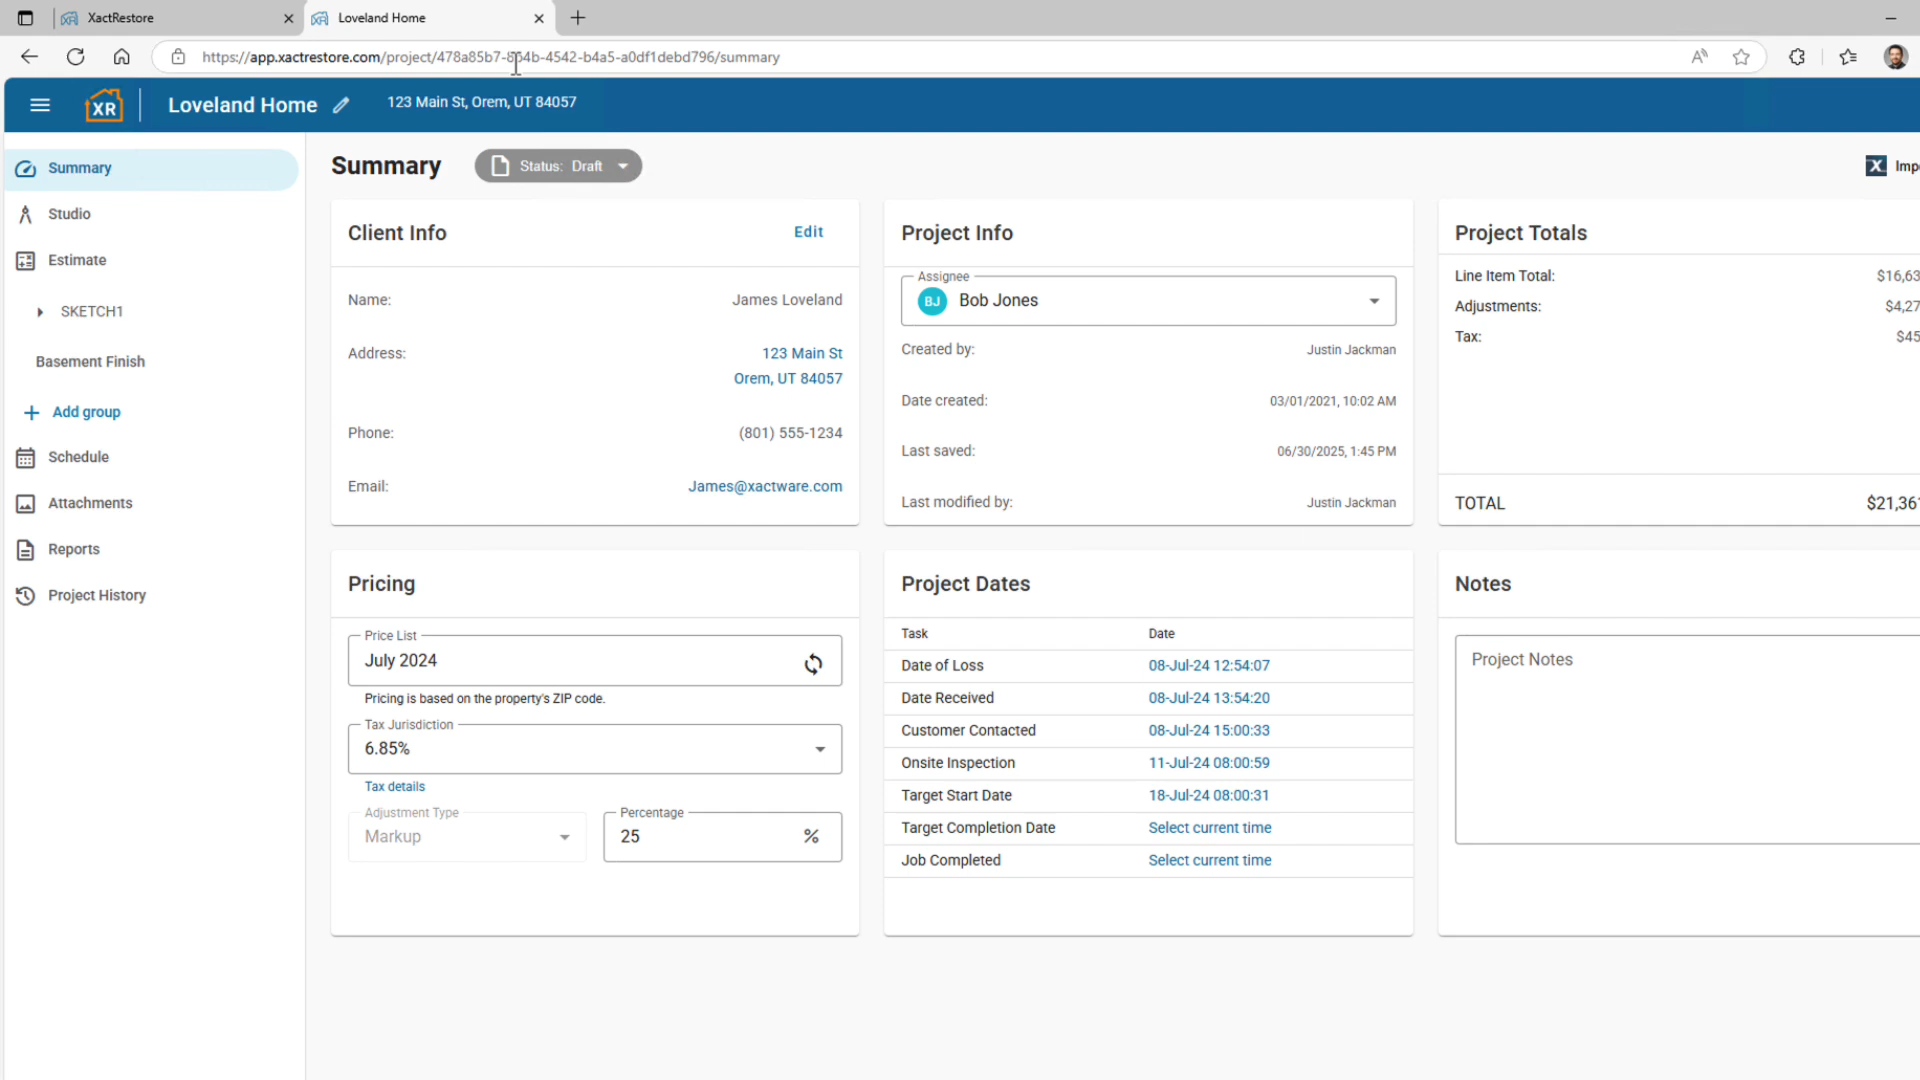 XactRestore
Loveland Home
https://app.xactrestore.com/project/478a85b7-864b-4542-b4a5-a0df1debd796/summary
XR
Loveland Home
123 Main St, Orem, UT 84057
Summary
Studio
Estimate
SKETCH1
Basement Finish
Add group
Schedule
Attachments
Reports
Project History
Summary
Status: Draft
X Imp
Client Info
Edit
Name: James Loveland
Address: 123 Main St
Orem, UT 84057
Phone: (801) 555-1234
Email: James@xactware.com
Project Info
Assignee
BJ Bob Jones
Created by: Justin Jackman
Date created: 03/01/2021, 10:02 AM
Last saved: 06/30/2025, 1:45 PM
Last modified by: Justin Jackman
Project Totals
Line Item Total: $16,63
Adjustments: $4,27
Tax: $45
TOTAL $21,361
Pricing
Price List
July 2024
Pricing is based on the property's ZIP code.
Tax Jurisdiction
6.85%
Tax details
Adjustment Type
Markup
Percentage
25 %
Project Dates
Task Date
Date of Loss 08-Jul-24 12:54:07
Date Received 08-Jul-24 13:54:20
Customer Contacted 08-Jul-24 15:00:33
Onsite Inspection 11-Jul-24 08:00:59
Target Start Date 18-Jul-24 08:00:31
Target Completion Date Select current time
Job Completed Select current time
Notes
Project Notes